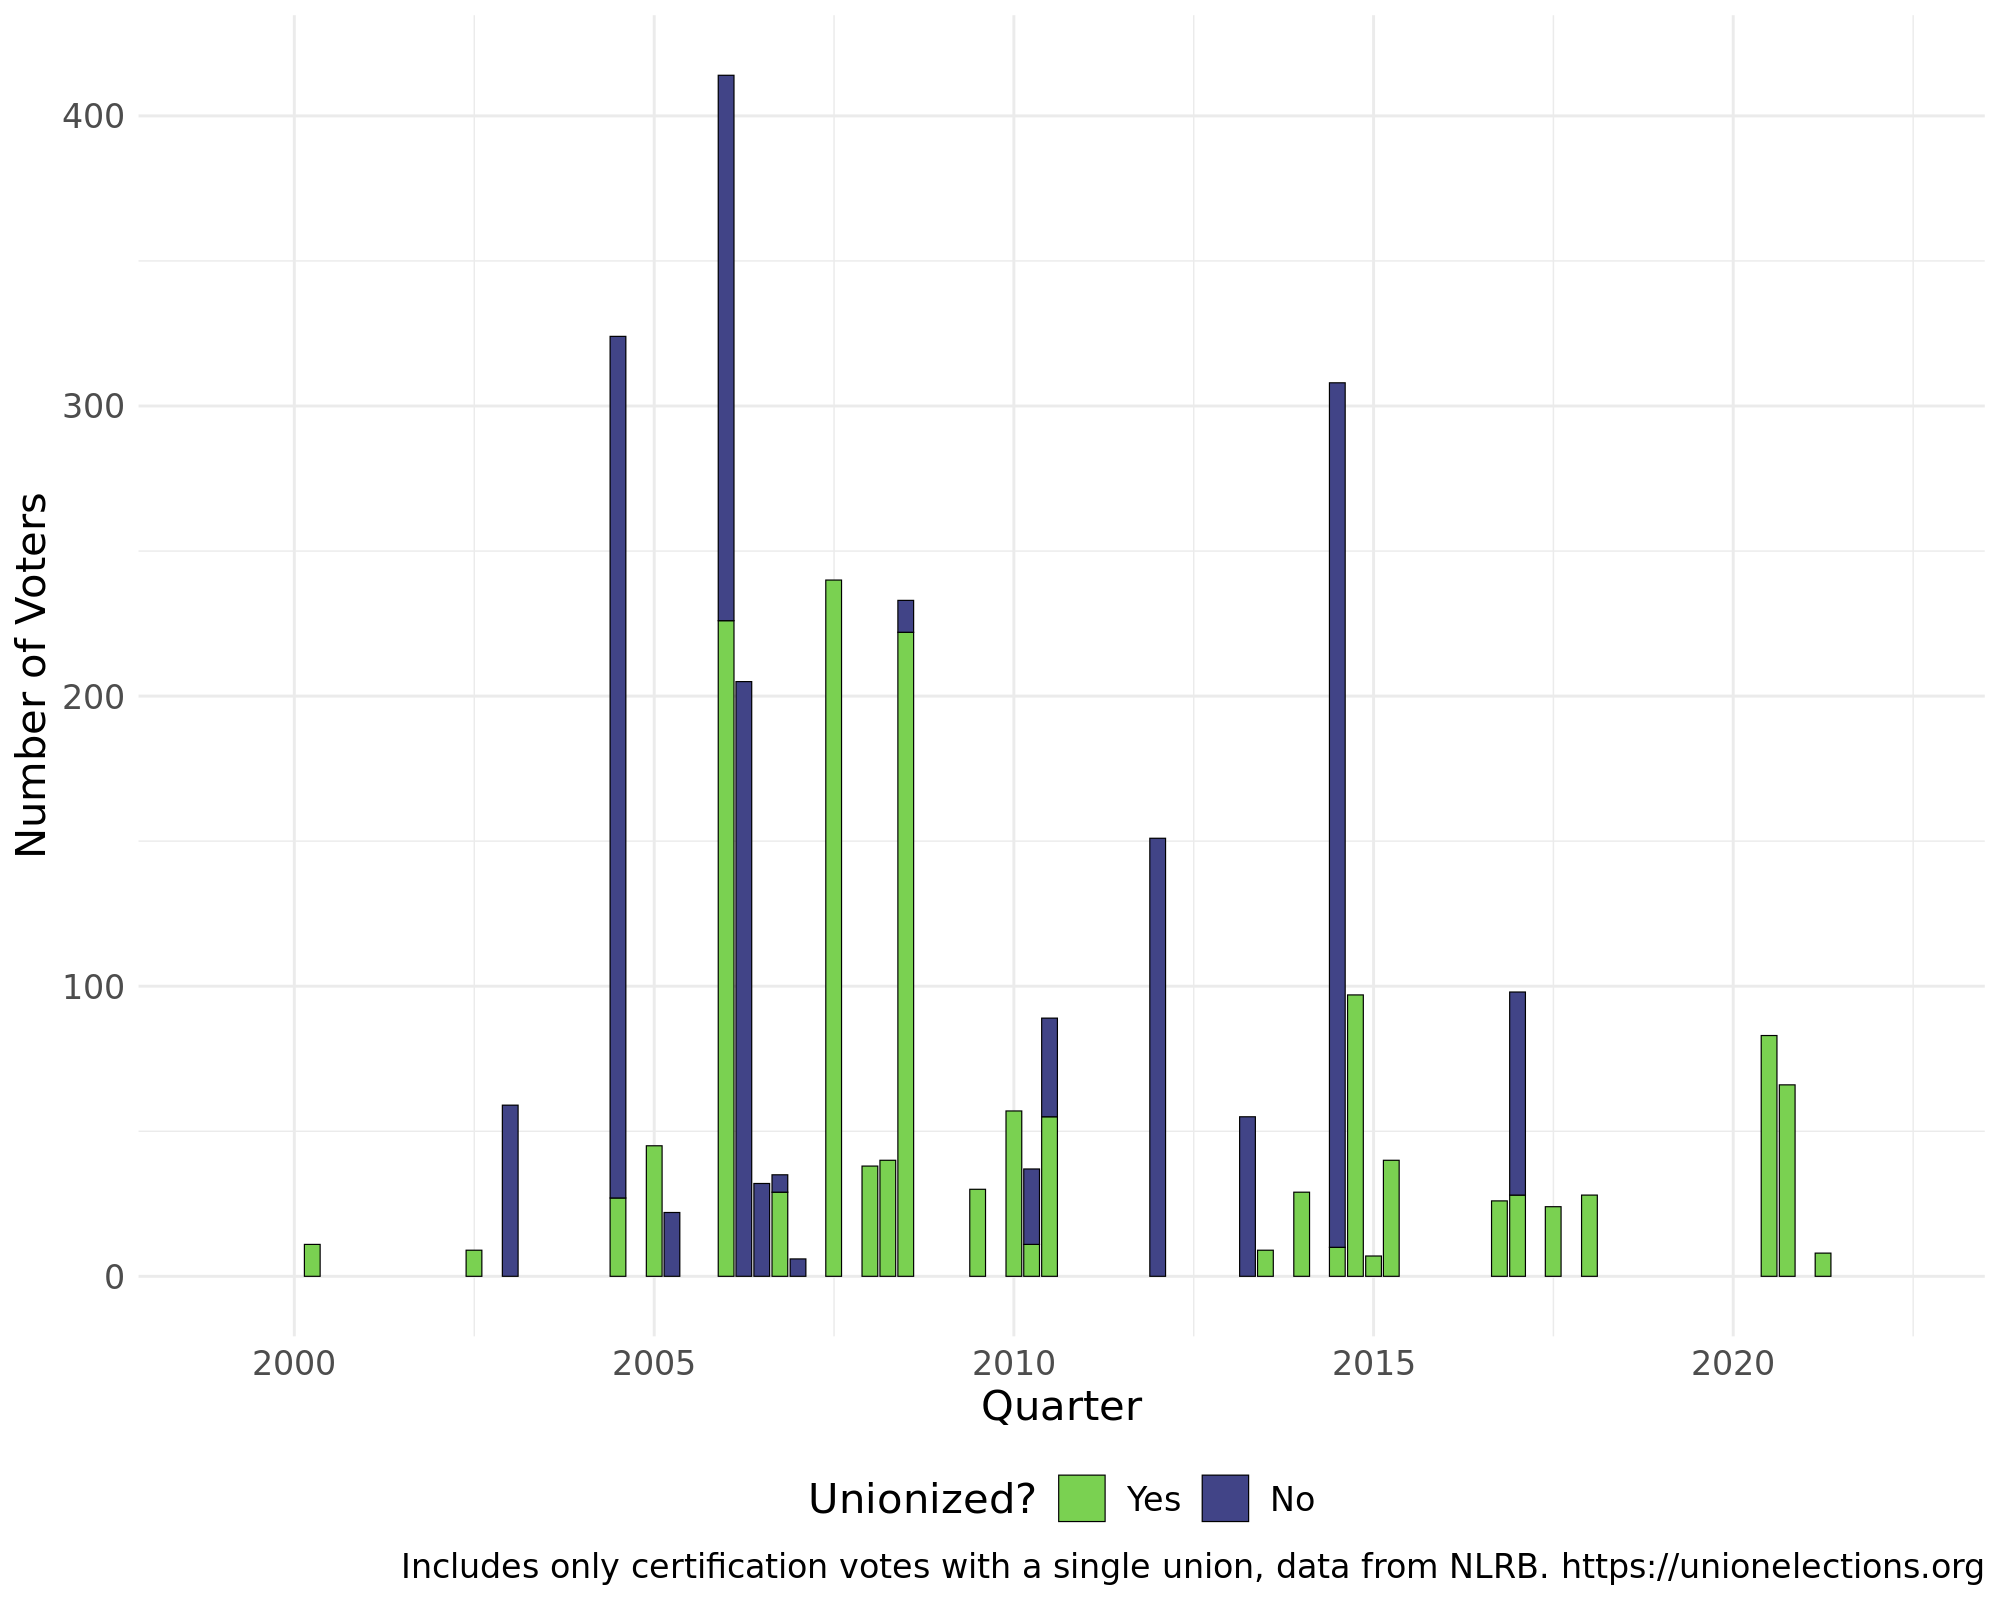 400
300
200
100
0
Number of Voters
2000 2005 2010 2015 2020
Quarter
Unionized? Yes No
Includes only certification votes with a single union, data from NLRB. https://unionelections.org